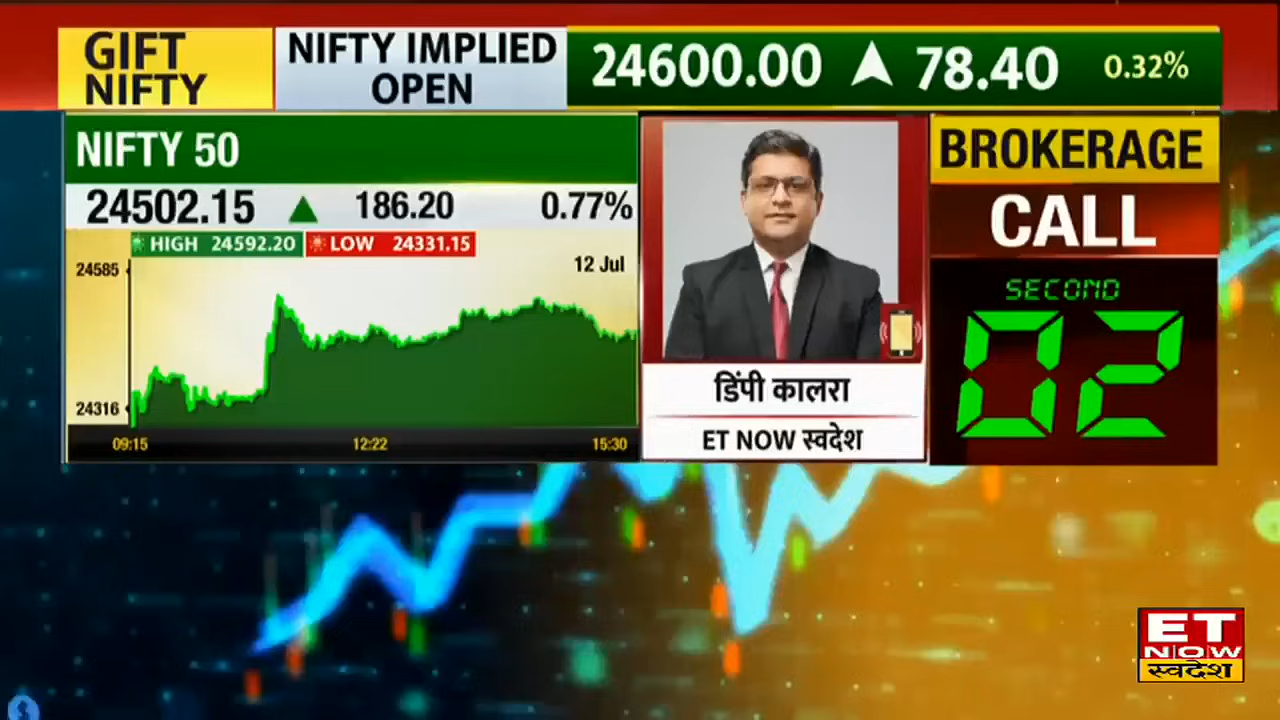 GIFT
NIFTY
NIFTY IMPLIED
OPEN
24600.00 ▲ 78.40 0.32%
NIFTY 50
24502.15 ▲ 186.20 0.77%
HIGH 24592.20 LOW 24331.15
12 Jul
24585
24316
09:15 12:22 15:30
डिंपी कालरा
ET NOW स्वदेश
BROKERAGE
CALL
SECOND
02
ET
NOW
स्वदेश